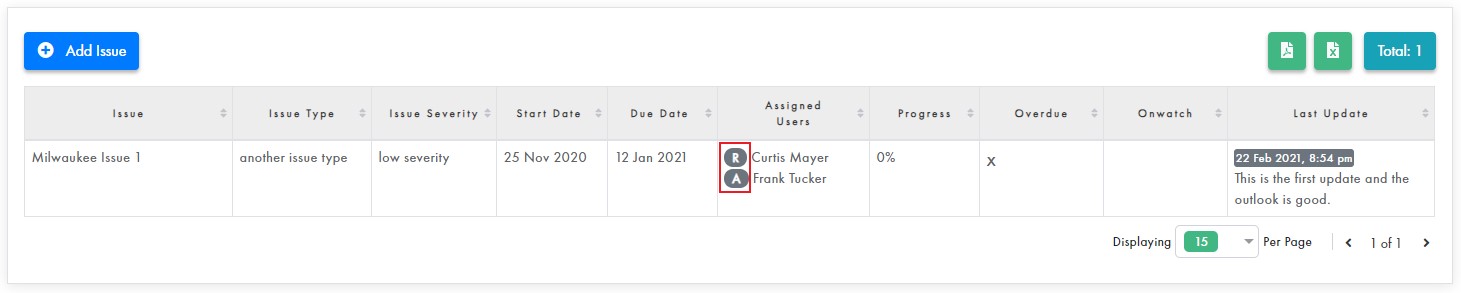 Add Issue
Total: 1
Issue
Issue Type
Issue Severity
Start Date
Due Date
Assigned
Users
Progress
Overdue
Onwatch
Last Update
Milwaukee Issue 1
another issue type
low severity
25 Nov 2020
12 Jan 2021
R Curtis Mayer
A Frank Tucker
0%
x
22 Feb 2021, 8:54 pm
This is the first update and the
outlook is good.
Displaying 15 Per Page
1 of 1